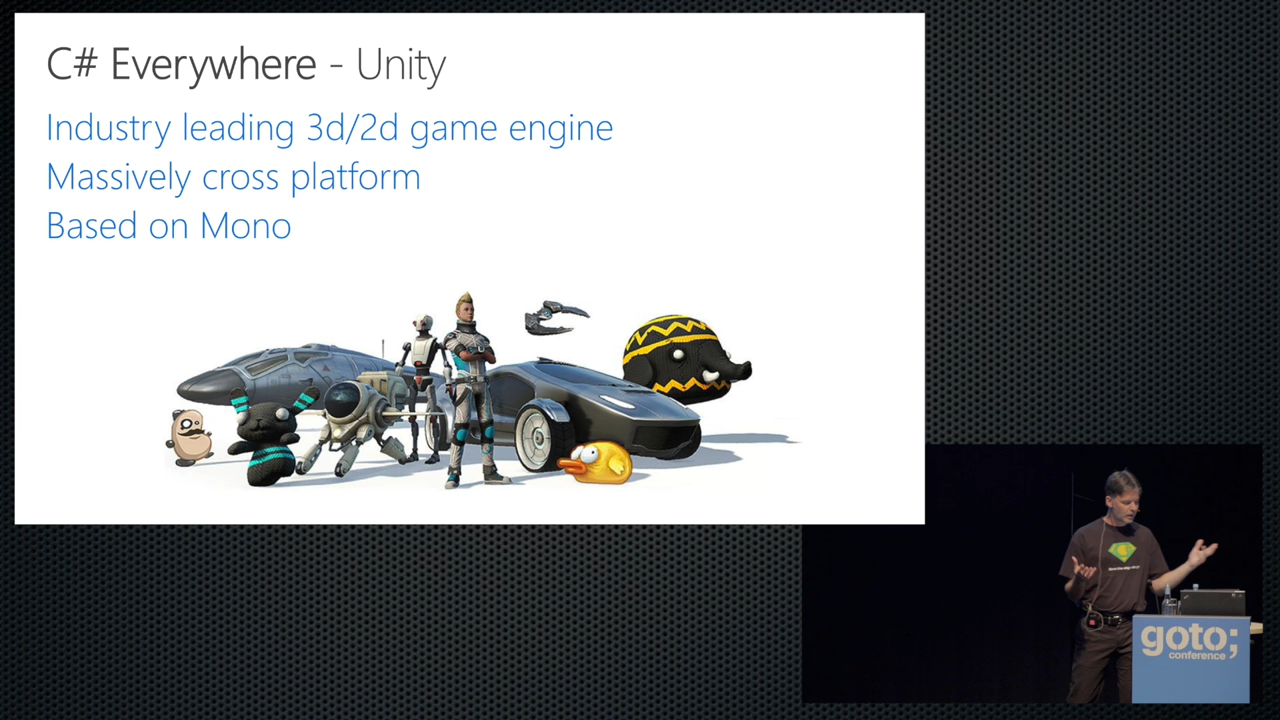 C# Everywhere - Unity
Industry leading 3d/2d game engine
Massively cross platform
Based on Mono
goto;
conference